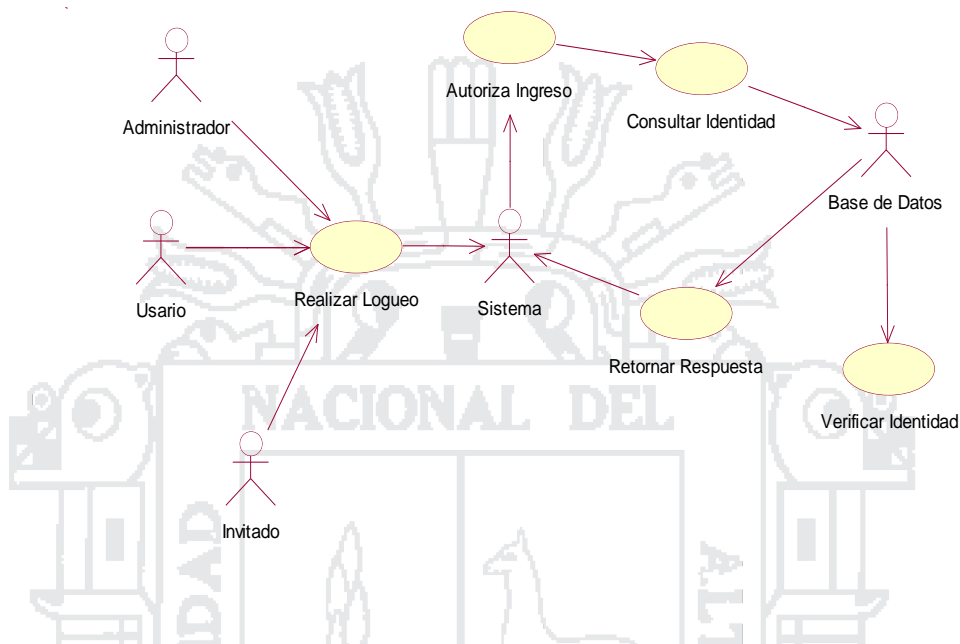 Autoriza Ingreso
Administrador
Consultar Identidad
Base de Datos
Usario
Realizar Logueo
Sistema
Retornar Respuesta
Verificar Identidad
Invitado
NACIONAL DEL